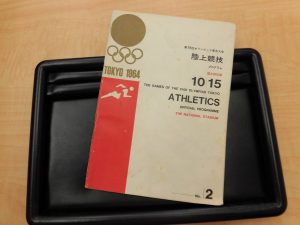 TOKYO 1964
陸上競技
プログラム
10 15
THE GAMES OF THE XVIII OLYMPIAD TOKYO
ATHLETICS
OFFICIAL PROGRAMME
THE NATIONAL STADIUM
2